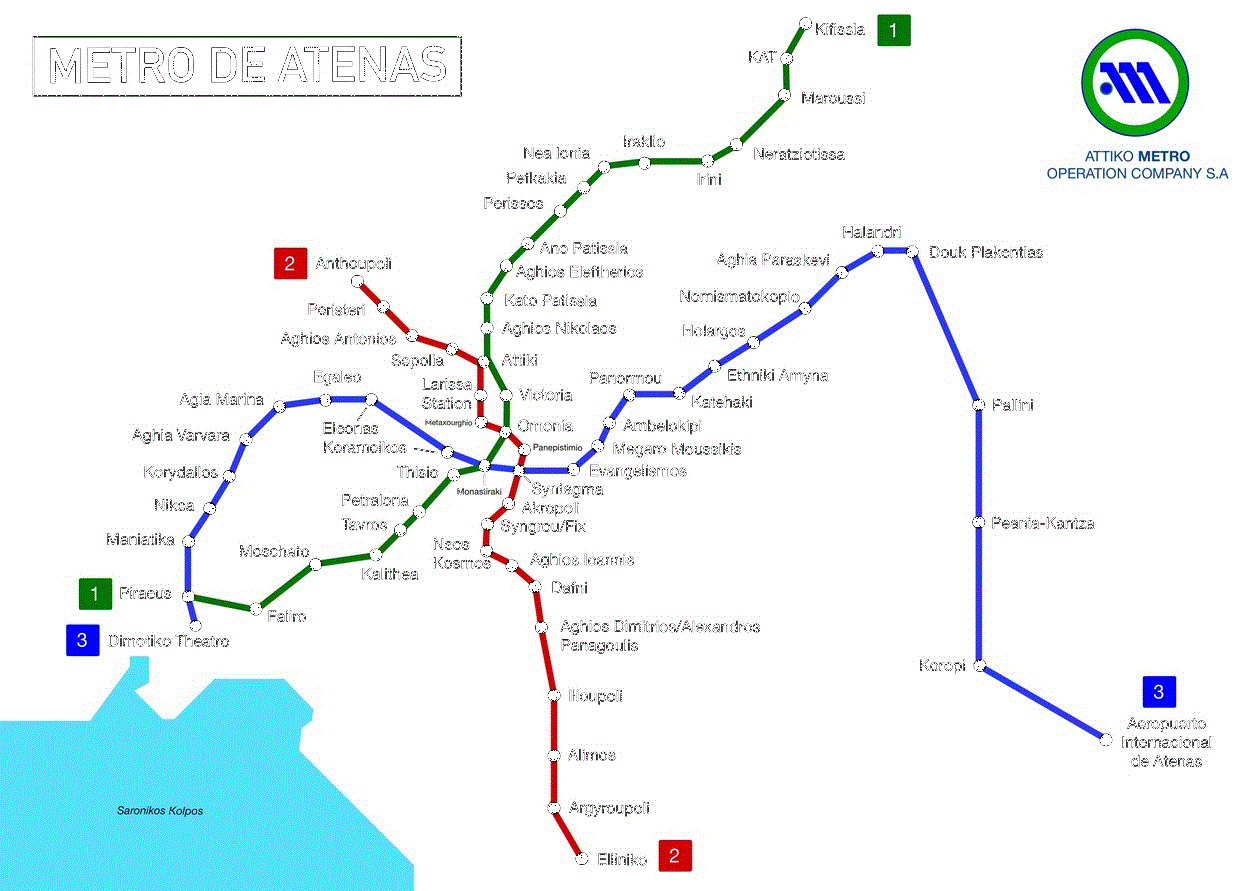 METRO DE ATENAS
Kifissia
1
KAT
Maroussi
ATTIKO METRO
OPERATION COMPANY S.A
Iraklio
Nea Ionia
Neratziotissa
Pefkakia
Irini
Perissos
Halandri
Ano Patissia
Douk Plakentias
2
Anthoupoli
Aghia Paraskevi
Aghios Eleftherios
Peristeri
Kato Patissia
Nomismatokopio
Aghios Antonios
Aghios Nikolaos
Holargos
Sepolia
Attiki
Egaleo
Larissa
Station
Panormou
Ethniki Amyna
Agia Marina
Victoria
Katehaki
Pallini
Metaxourghio
Omonia
Ambelokipi
Eleonas
Aghia Varvara
Kerameikos
Panepistimio
Megaro Moussikis
Korydallos
Thisio
Evangelismos
Monastiraki
Syntagma
Nikea
Petralona
Akropoli
Tavros
Syngrou/Fix
Peania-Kantza
Maniatika
Moschato
Neos
Kosmos
Aghios Ioannis
Kallithea
Dafni
1
Piraeus
Faliro
3
Dimotiko Theatro
Aghios Dimitrios/Alexandros
Panagoulis
Koropi
3
Ilioupoli
Aeropuerto
Internacional
de Atenas
Alimos
Saronikos Kolpos
Argyroupoli
Elliniko
2